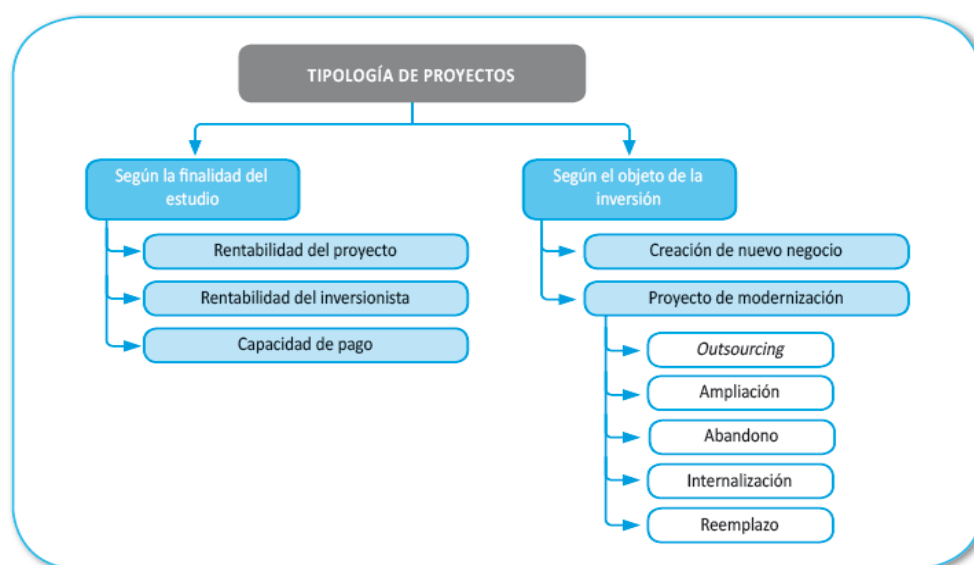 TIPOLOGÍA DE PROYECTOS
Según la finalidad del
estudio
Rentabilidad del proyecto
Rentabilidad del inversionista
Capacidad de pago
Según el objeto de la
inversión
Creación de nuevo negocio
Proyecto de modernización
Outsourcing
Ampliación
Abandono
Internalización
Reemplazo